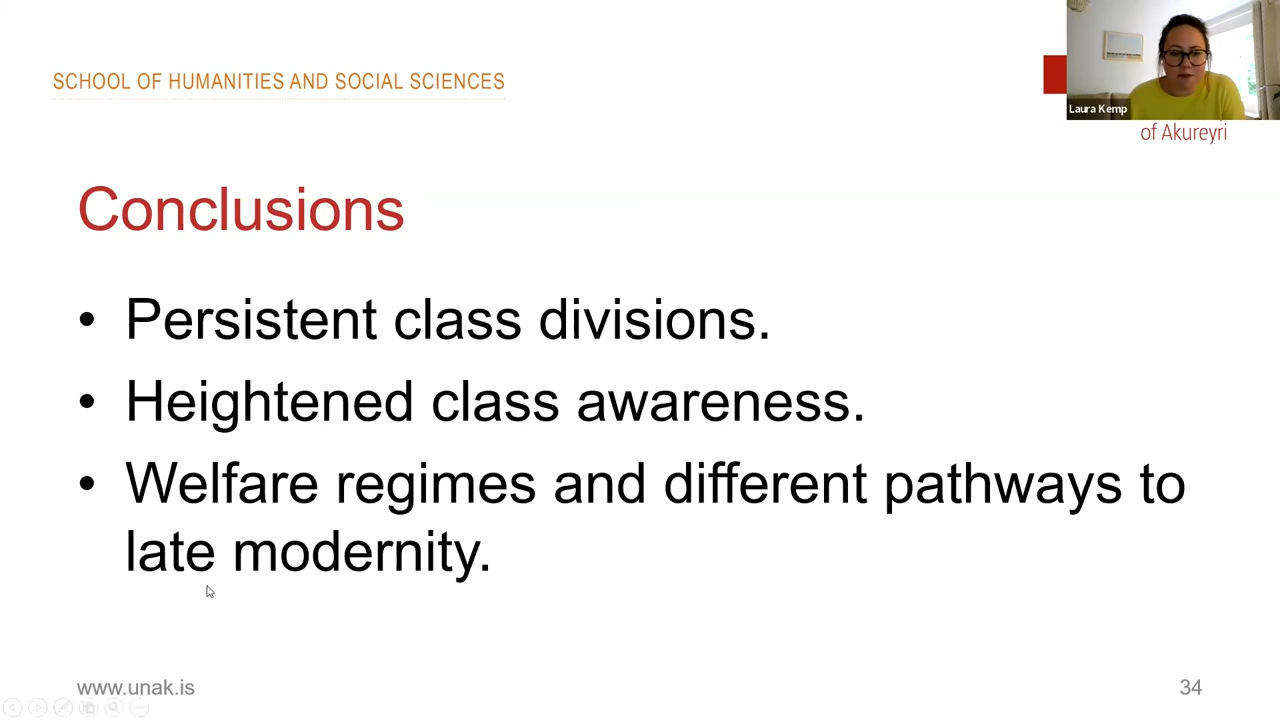 SCHOOL OF HUMANITIES AND SOCIAL SCIENCES
Laura Kemp
of Akureyri
Conclusions
• Persistent class divisions.
• Heightened class awareness.
• Welfare regimes and different pathways to
late modernity.
www.unak.is
34